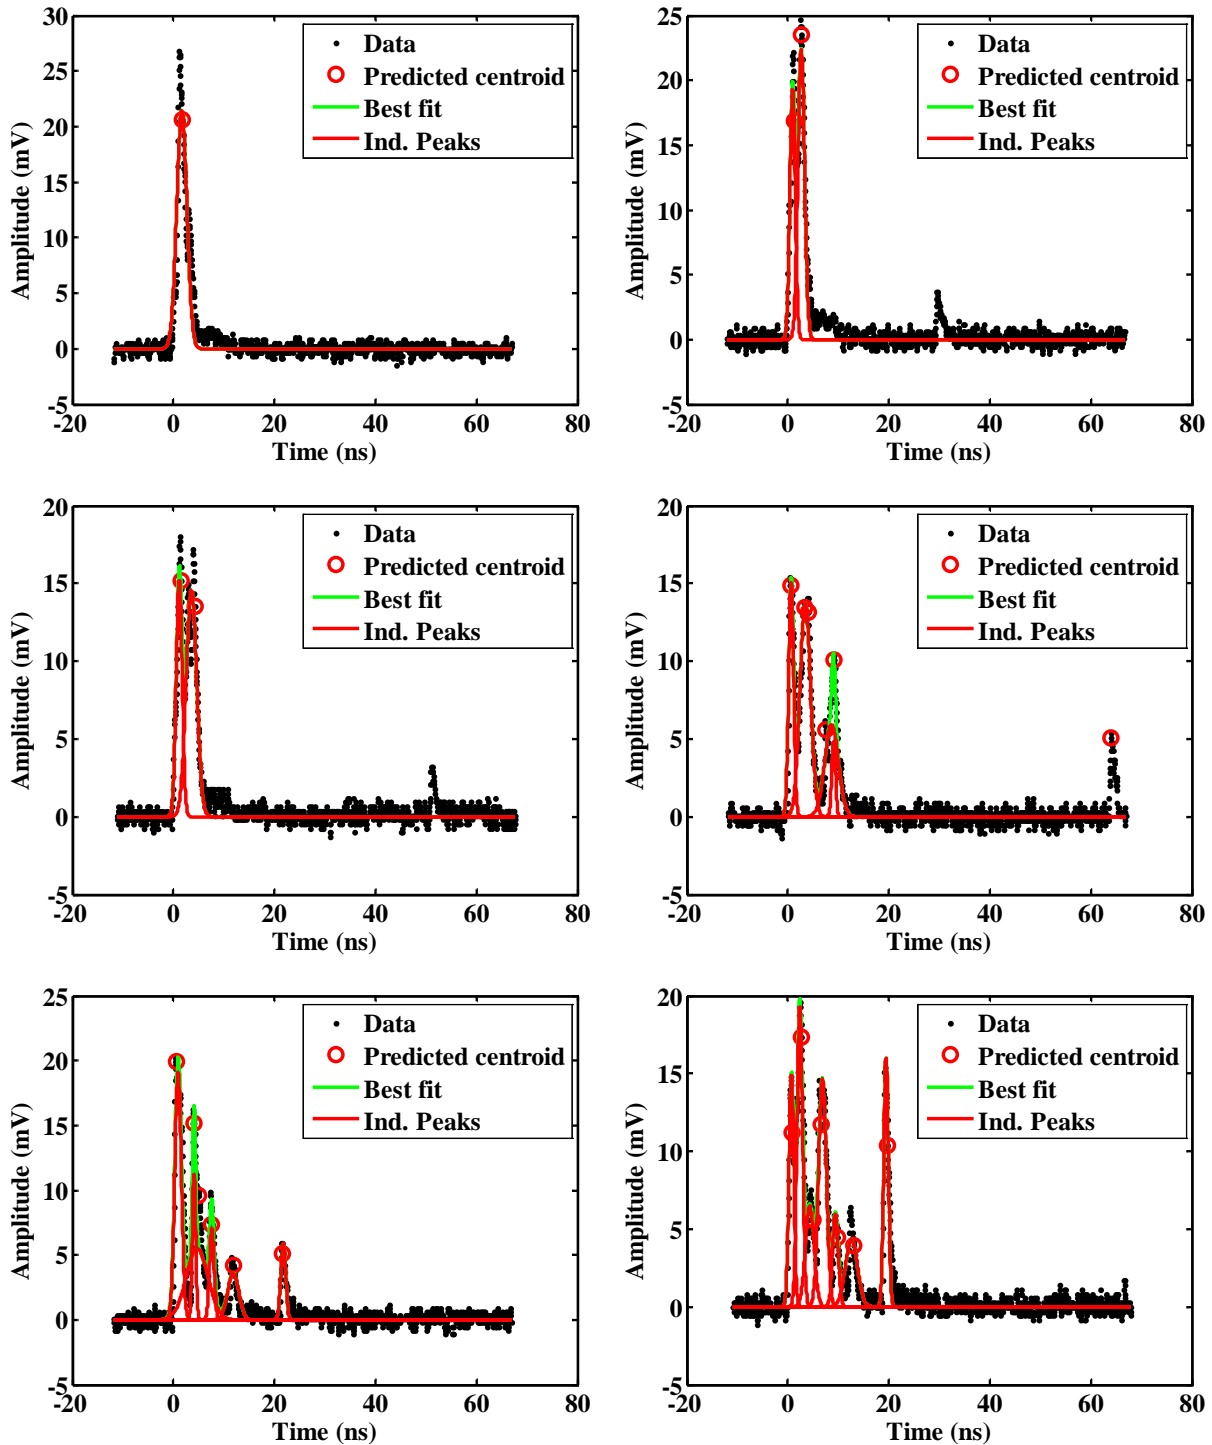 30
25
20
15
10
5
0
-5
-20 0 20 40 60 80
Time (ns)
Amplitude (mV)
Data
Predicted centroid
Best fit
Ind. Peaks
25
20
15
10
5
0
-5
-20 0 20 40 60 80
Time (ns)
Amplitude (mV)
Data
Predicted centroid
Best fit
Ind. Peaks
20
15
10
5
0
-5
-20 0 20 40 60 80
Time (ns)
Amplitude (mV)
Data
Predicted centroid
Best fit
Ind. Peaks
20
15
10
5
0
-5
-20 0 20 40 60 80
Time (ns)
Amplitude (mV)
Data
Predicted centroid
Best fit
Ind. Peaks
25
20
15
10
5
0
-5
-20 0 20 40 60 80
Time (ns)
Amplitude (mV)
Data
Predicted centroid
Best fit
Ind. Peaks
20
15
10
5
0
-5
-20 0 20 40 60 80
Time (ns)
Amplitude (mV)
Data
Predicted centroid
Best fit
Ind. Peaks